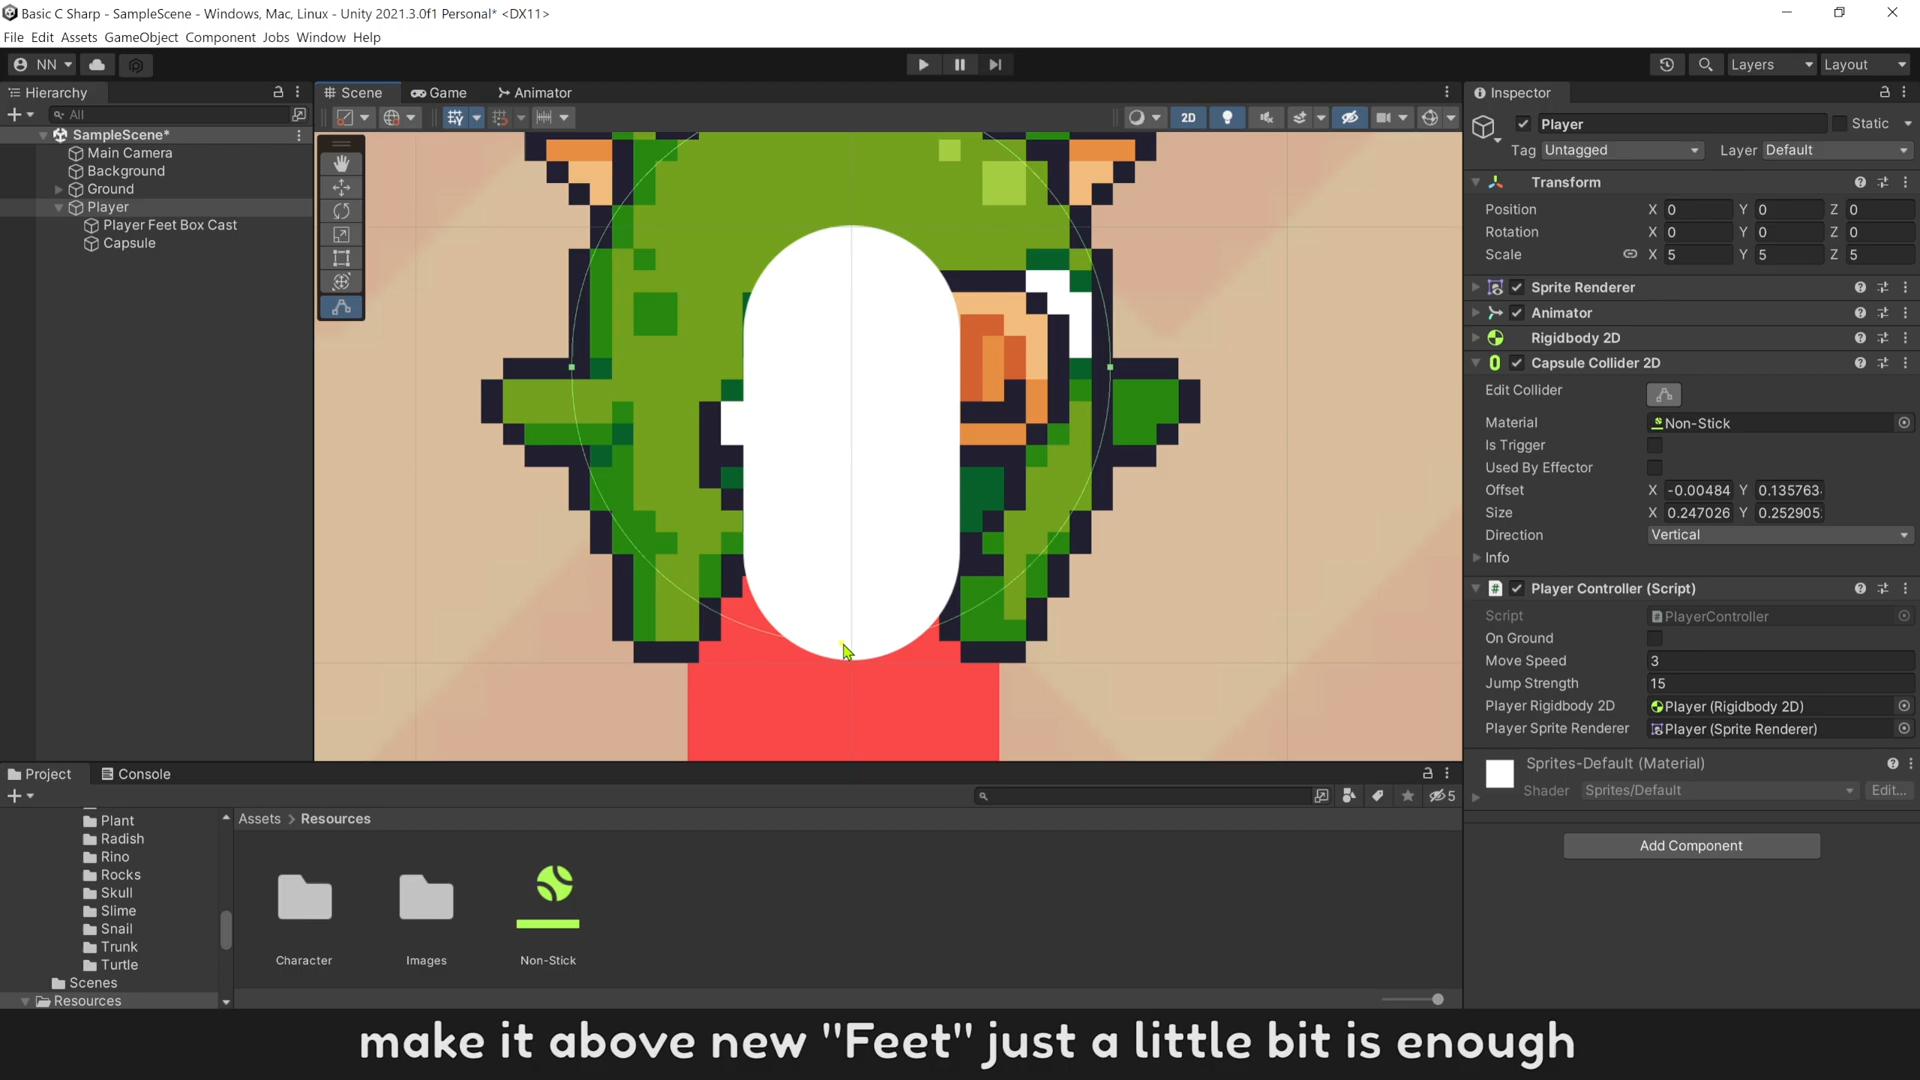 Basic C Sharp - SampleScene - Windows, Mac, Linux - Unity 2021.3.0f1 Personal* <DX11>
File Edit Assets GameObject Component Jobs Window Help
NN
Layers
Layout
Hierarchy
All
SampleScene*
Main Camera
Background
Ground
Player
Player Feet Box Cast
Capsule
Scene
Game
Animator
2D
Inspector
Player
Static
Tag Untagged Layer Default
Transform
Position X 0 Y 0 Z 0
Rotation X 0 Y 0 Z 0
Scale X 5 Y 5 Z 5
Sprite Renderer
Animator
Rigidbody 2D
Capsule Collider 2D
Edit Collider
Material Non-Stick
Is Trigger
Used By Effector
Offset X -0.00484 Y 0.135763
Size X 0.247026 Y 0.252905
Direction Vertical
Info
Player Controller (Script)
Script PlayerController
On Ground
Move Speed 3
Jump Strength 15
Player Rigidbody 2D Player (Rigidbody 2D)
Player Sprite Renderer Player (Sprite Renderer)
Sprites-Default (Material)
Shader Sprites/Default Edit...
Add Component
Project
Console
5
Plant
Radish
Rino
Rocks
Skull
Slime
Snail
Trunk
Turtle
Scenes
Resources
Assets > Resources
Character
Images
Non-Stick
make it above new "Feet" just a little bit is enough